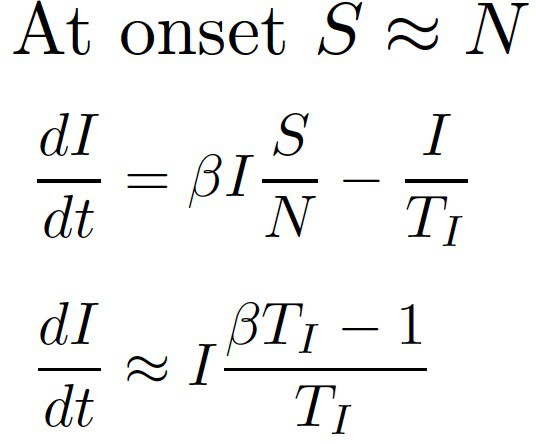 At onset S ≈ N
dI/dt = βI S/N − I/T_I
dI/dt ≈ I (βT_I − 1)/T_I